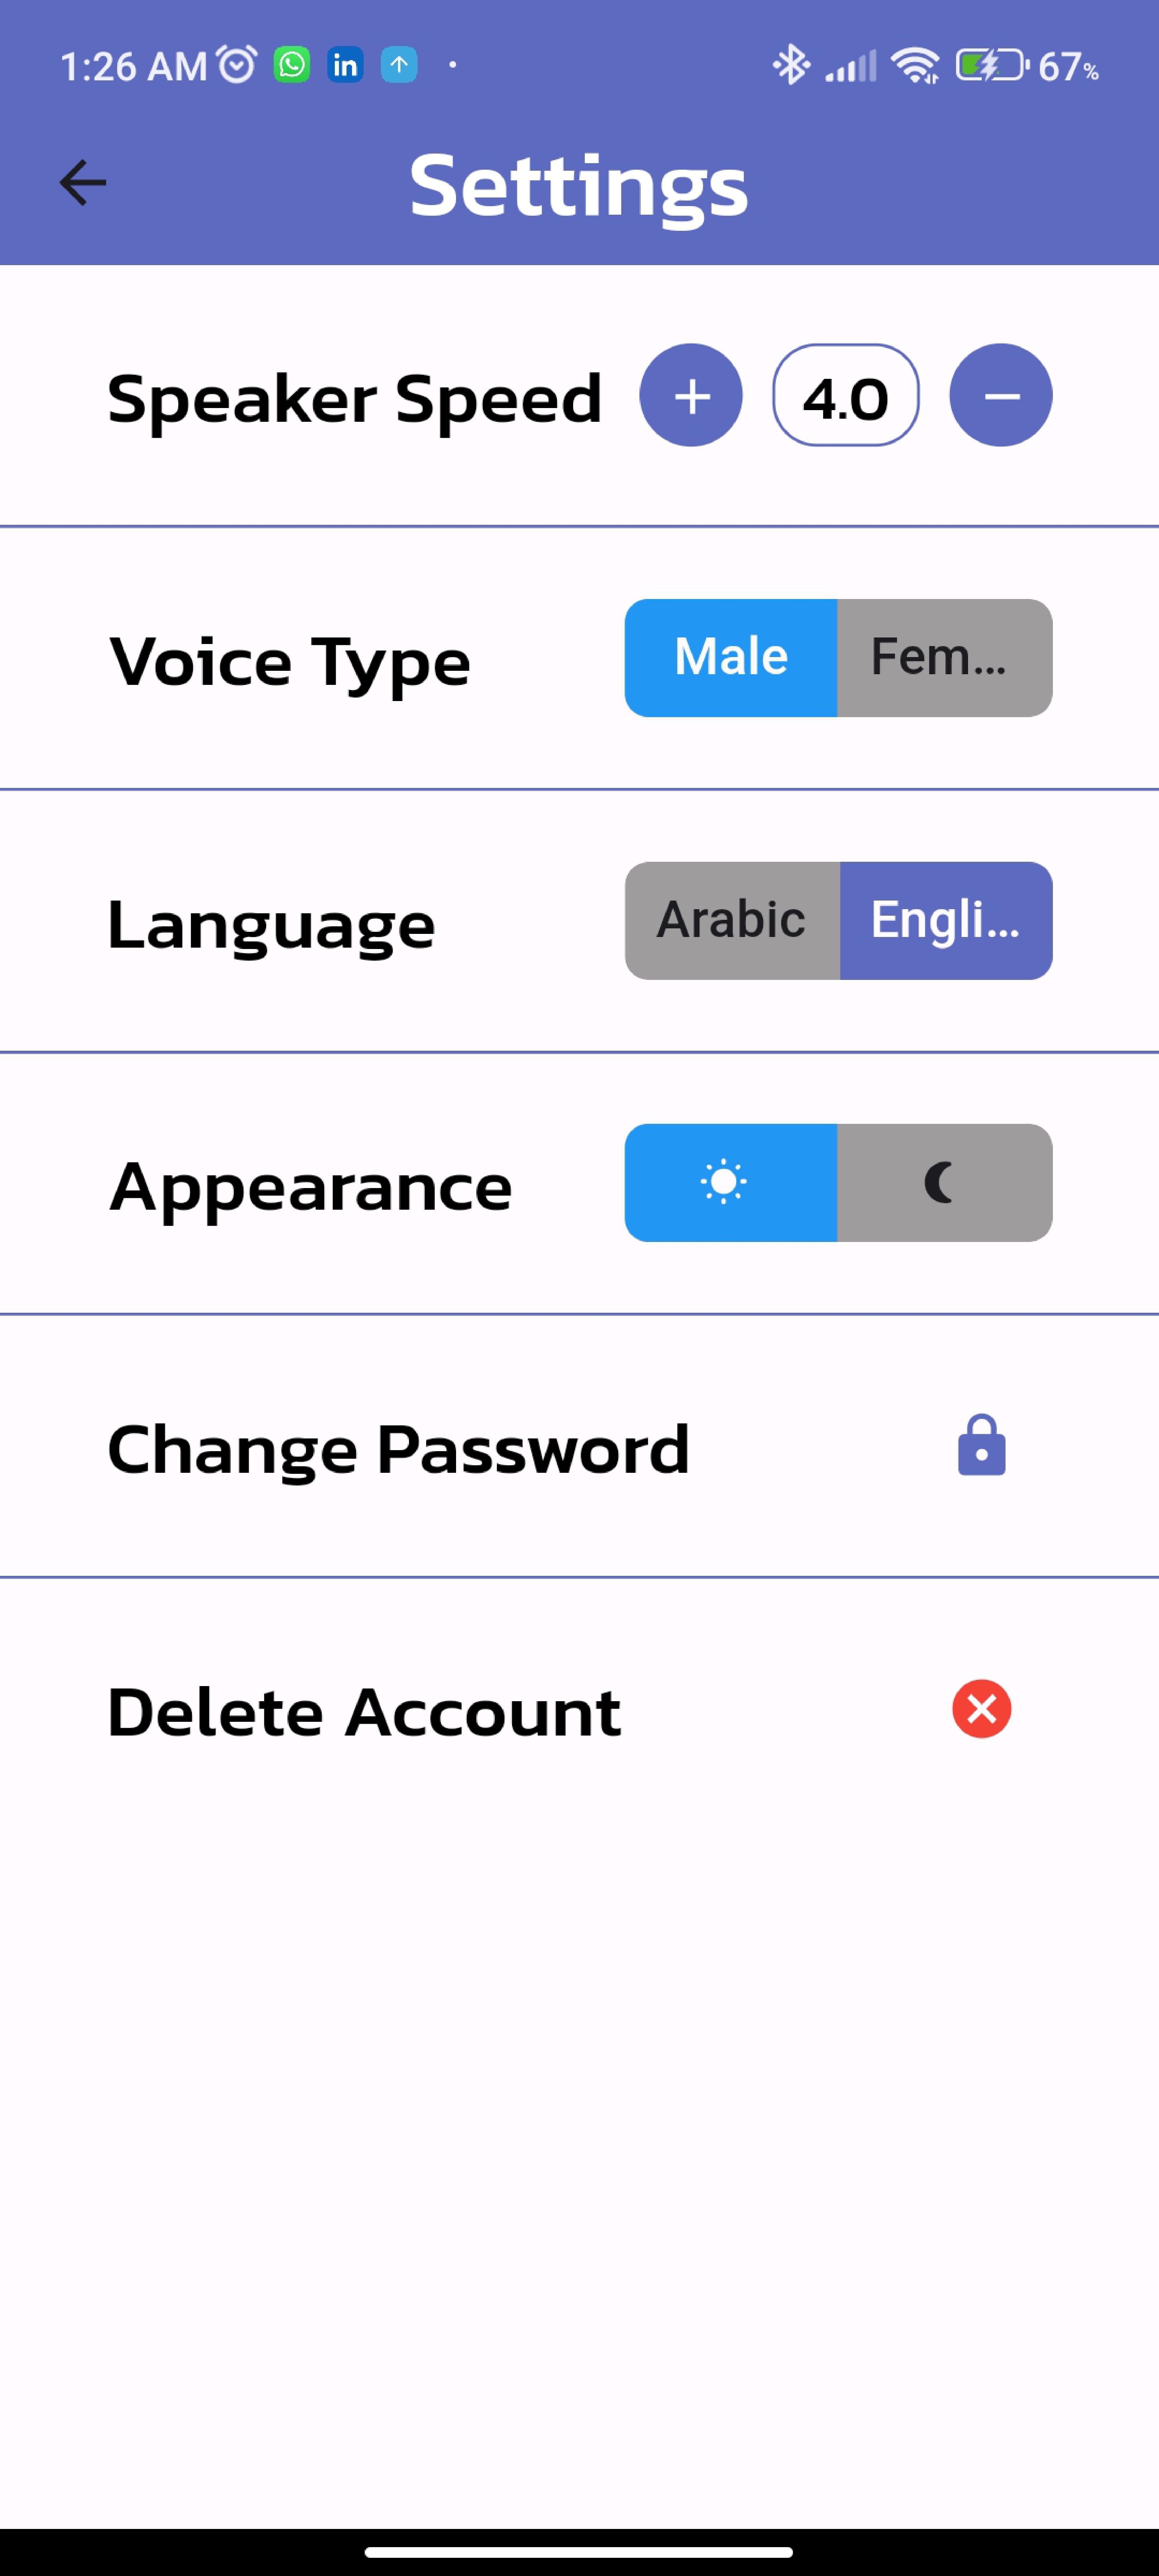 1:26 AM 67%
Settings
Speaker Speed + 4.0 −
Voice Type Male Fem...
Language Arabic Engli...
Appearance
Change Password
Delete Account